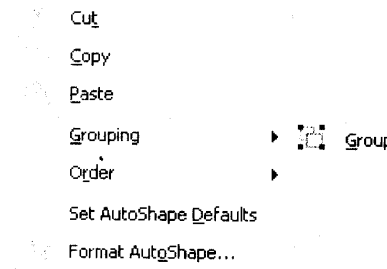 Cut
Copy
Paste
Grouping Group
Order
Set AutoShape Defaults
Format AutoShape...